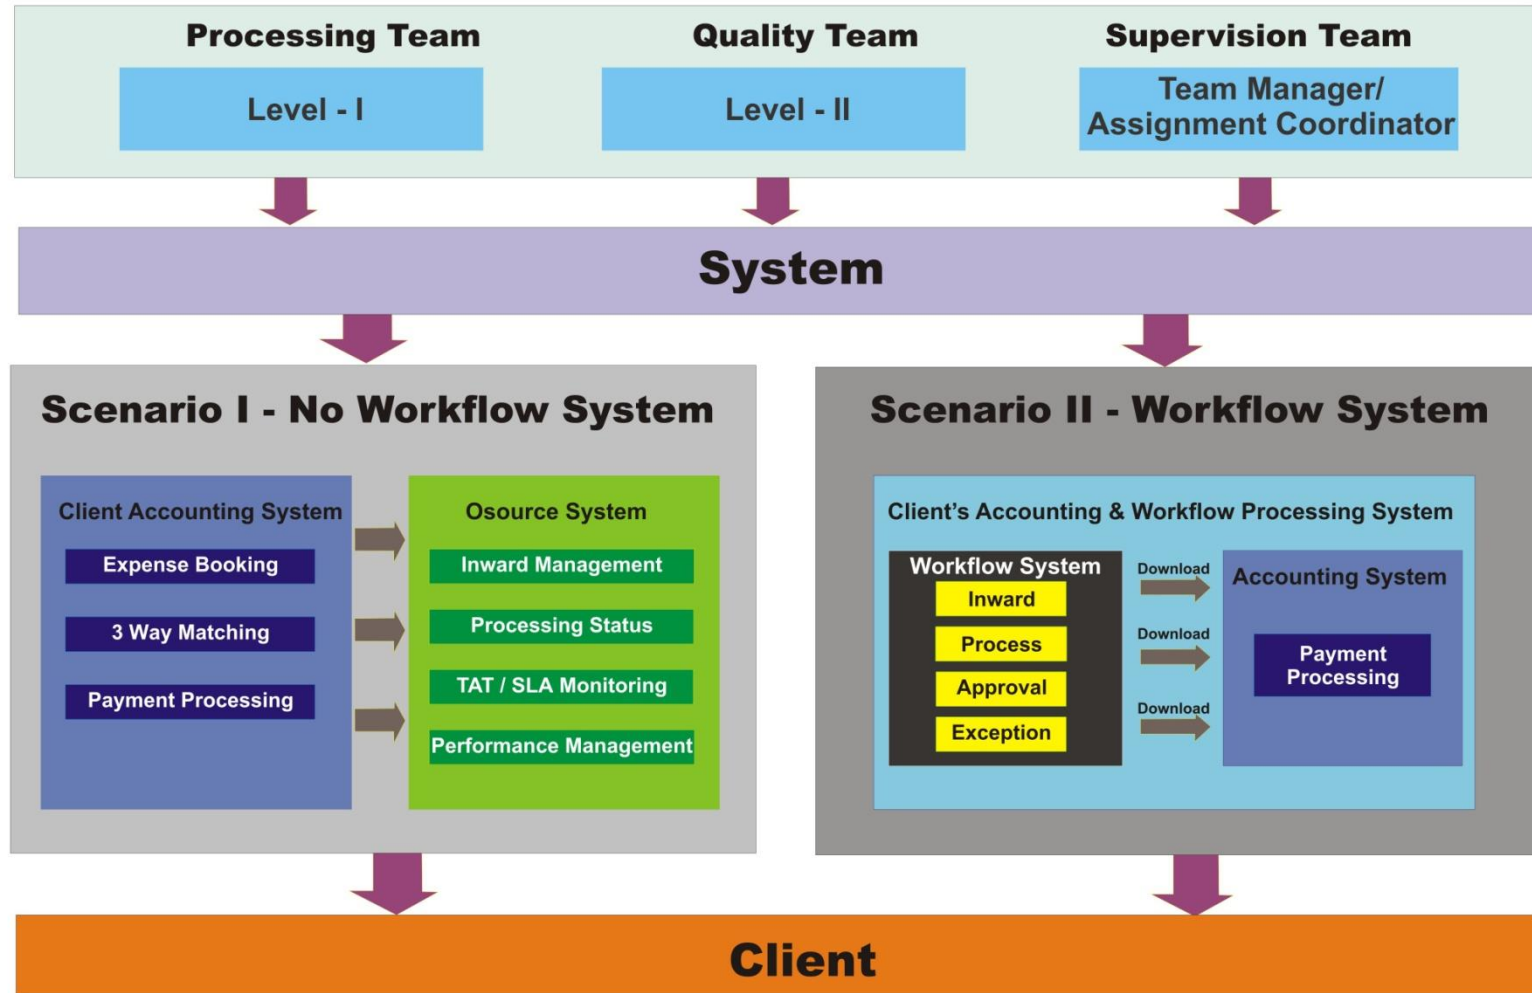 Processing Team
Quality Team
Supervision Team
Level - I
Level - II
Team Manager/
Assignment Coordinator
System
Scenario I - No Workflow System
Client Accounting System
Expense Booking
3 Way Matching
Payment Processing
Osource System
Inward Management
Processing Status
TAT / SLA Monitoring
Performance Management
Scenario II - Workflow System
Client's Accounting & Workflow Processing System
Workflow System
Inward
Process
Approval
Exception
Download
Download
Download
Accounting System
Payment
Processing
Client